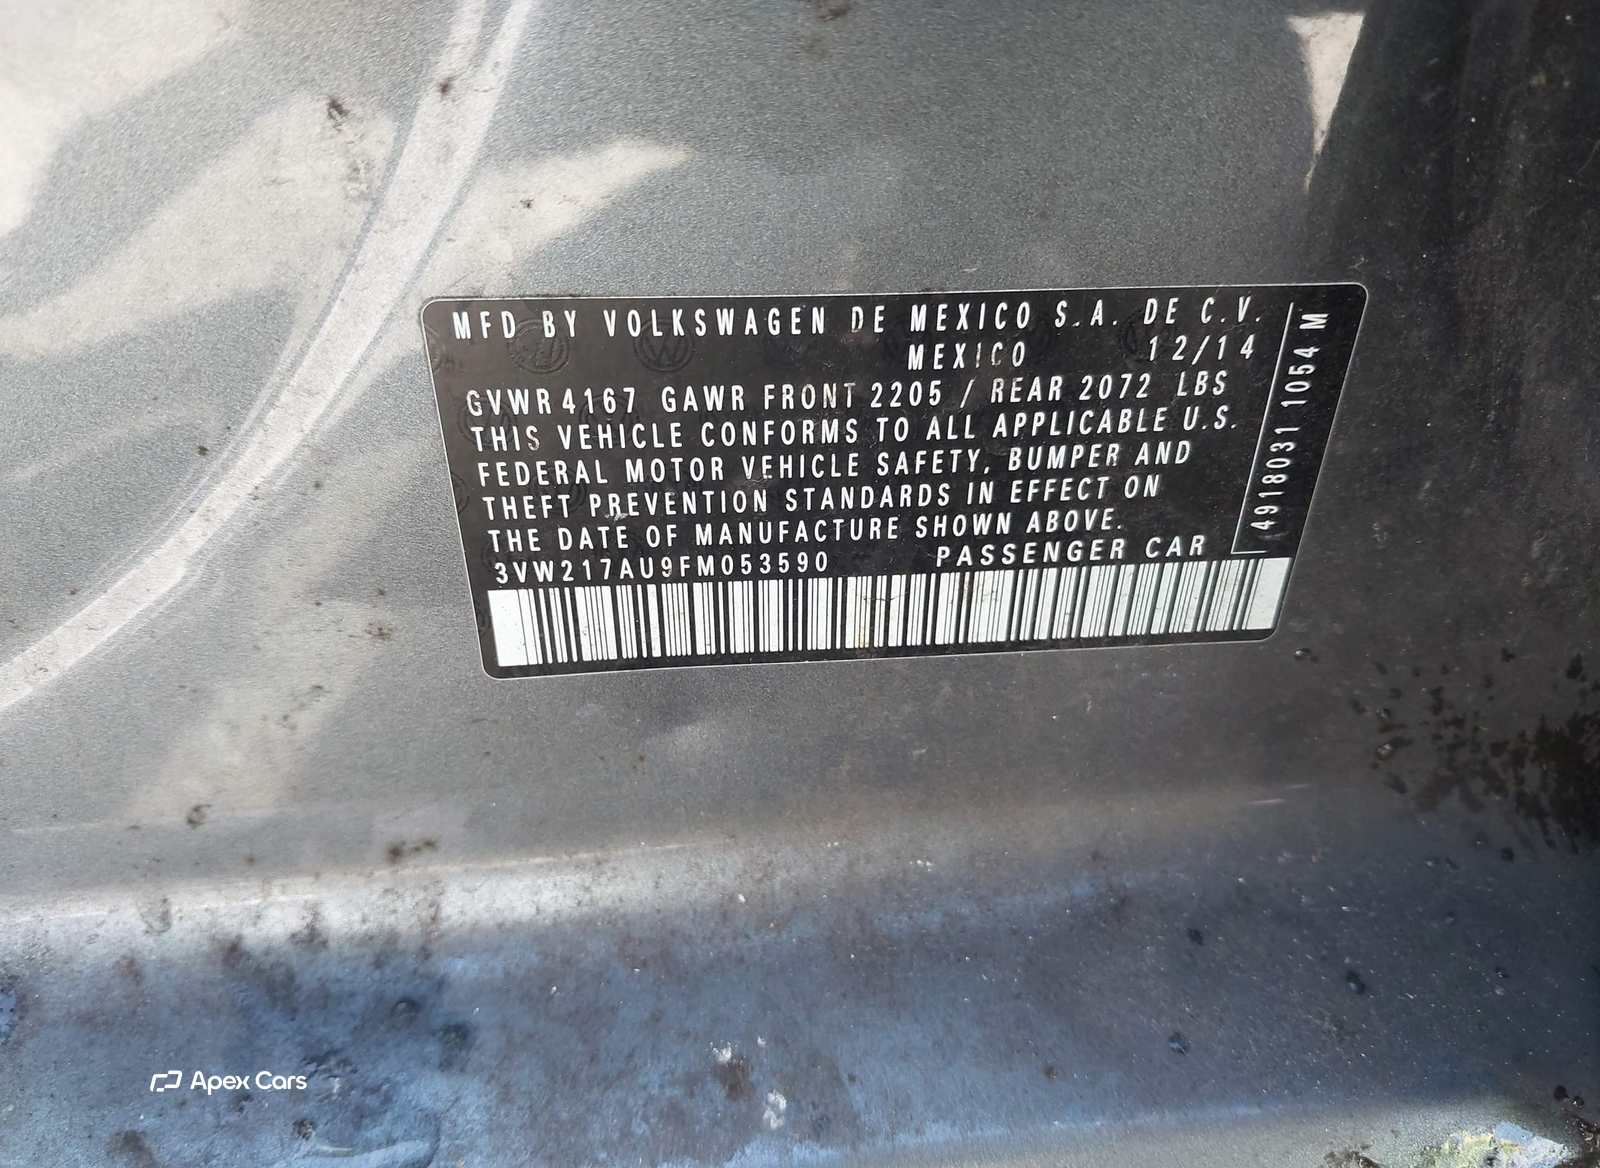 MFD BY VOLKSWAGEN DE MEXICO S.A. DE C.V.
MEXICO 12/14
GVWR 4167 GAWR FRONT 2205 / REAR 2072 LBS
THIS VEHICLE CONFORMS TO ALL APPLICABLE U.S.
FEDERAL MOTOR VEHICLE SAFETY, BUMPER AND
THEFT PREVENTION STANDARDS IN EFFECT ON
THE DATE OF MANUFACTURE SHOWN ABOVE.
3VW217AU9FM053590 PASSENGER CAR
4918031 1054 M
Apex Cars